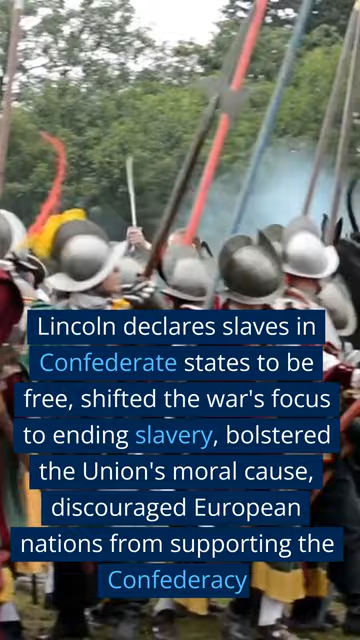 Lincoln declares slaves in
Confederate states to be
free, shifted the war's focus
to ending slavery, bolstered
the Union's moral cause,
discouraged European
nations from supporting the
Confederacy